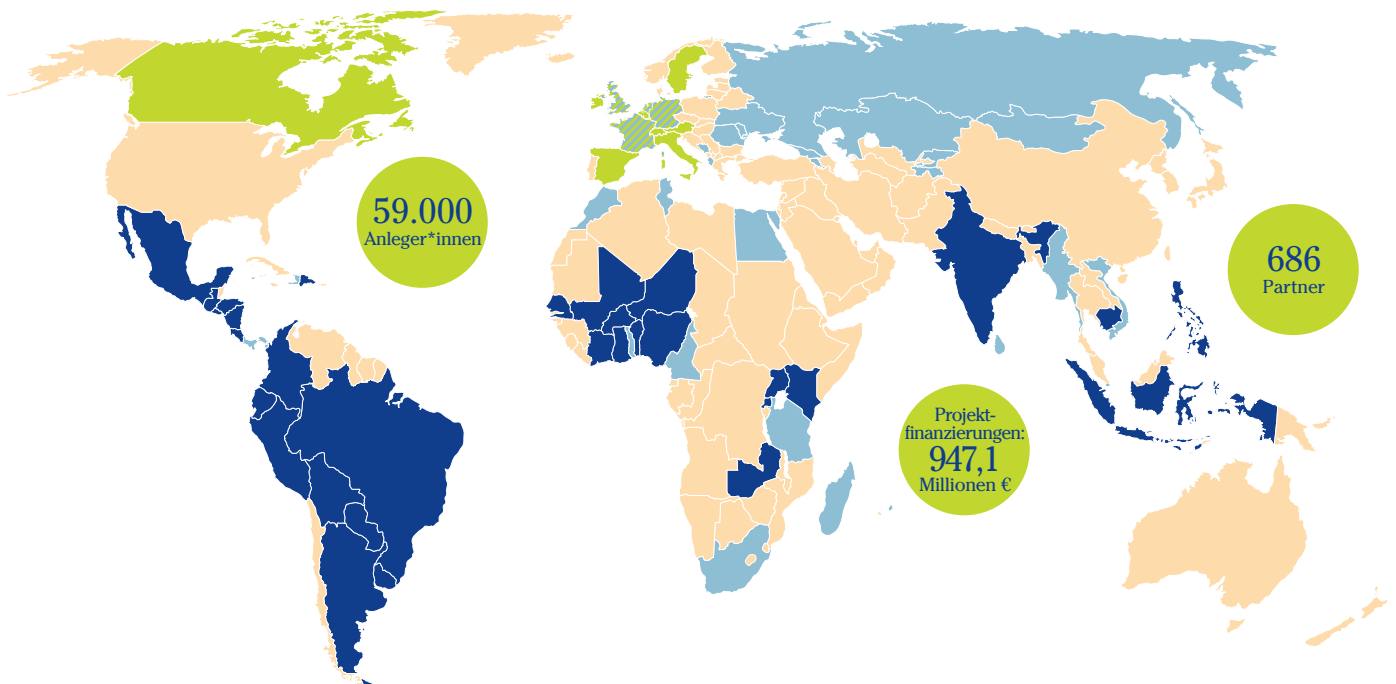 59.000
Anleger*innen
686
Partner
Projekt-
finanzierungen:
947,1
Millionen €